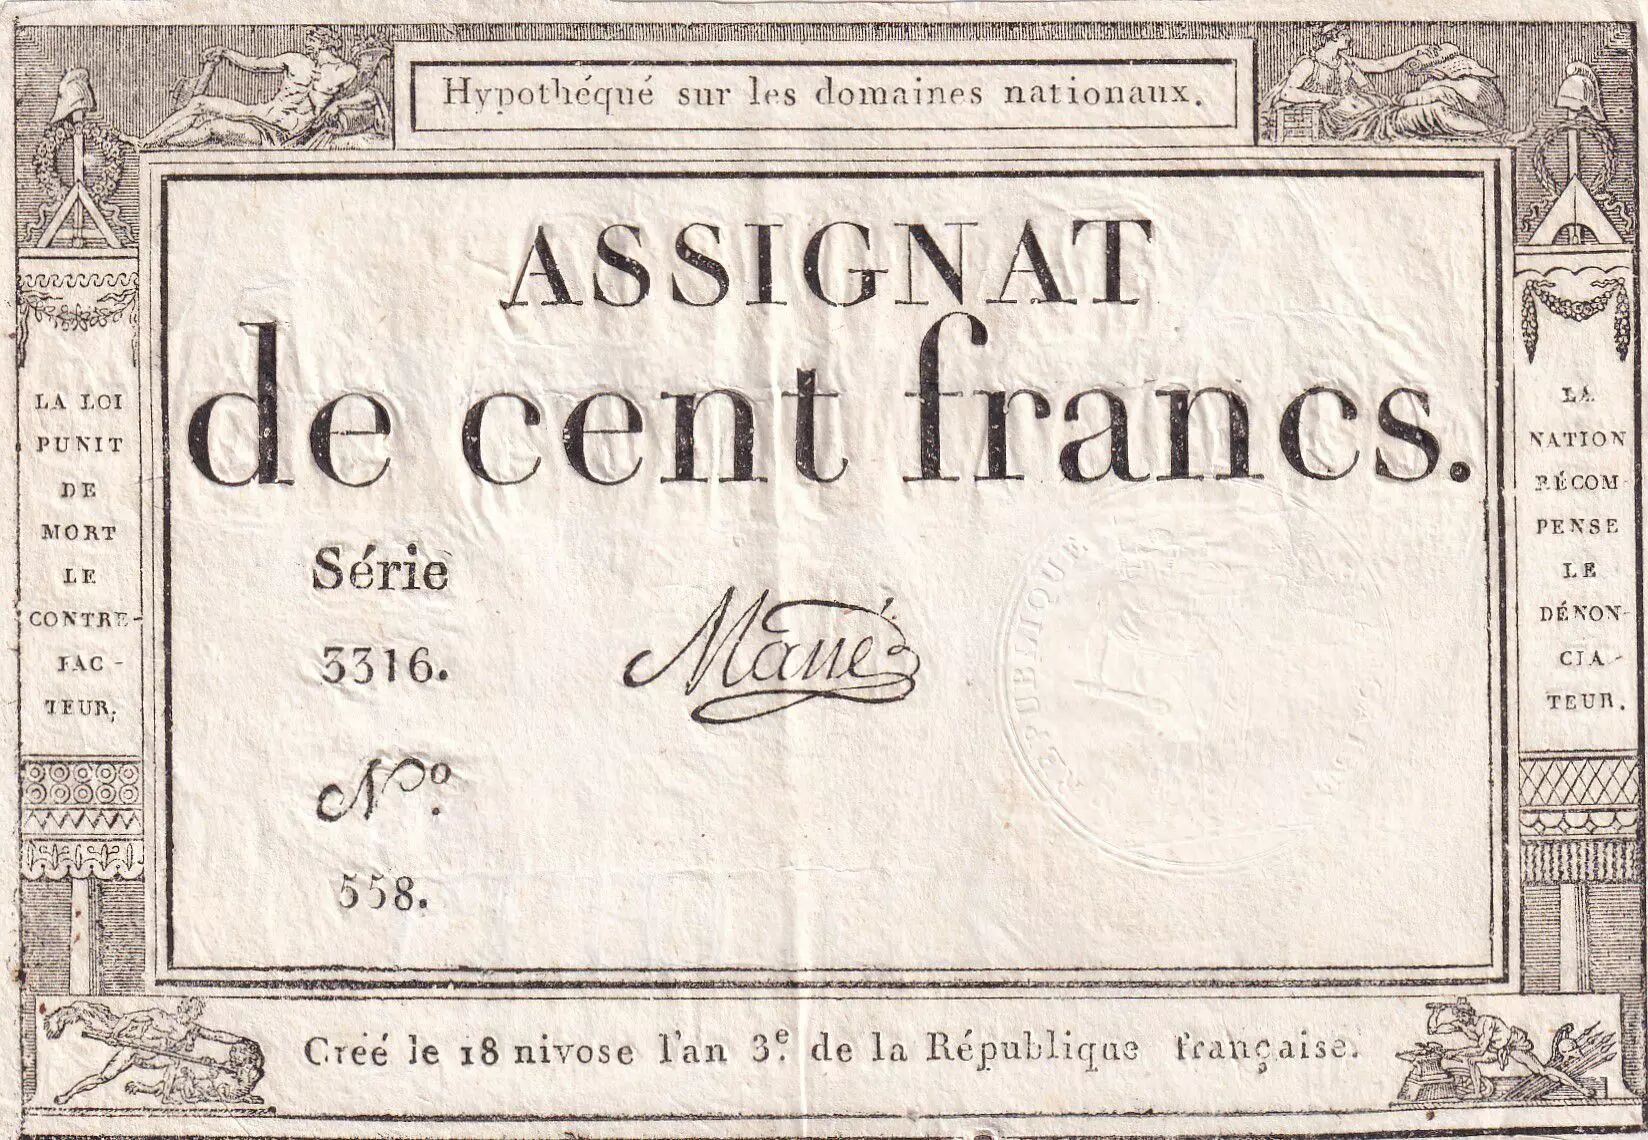 Hypothéqué sur les domaines nationaux.
ASSIGNAT
de cent francs.
LA LOI
PUNIT
DE
MORT
LE
CONTRE-
FAC-
TEUR.
Série
3316.
Nº.
558.
RÉPUBLIQUE
LA
NATION
RÉCOM-
PENSE
LE
DÉNON-
CIA-
TEUR.
Créé le 18 nivose l'an 3e. de la République française.